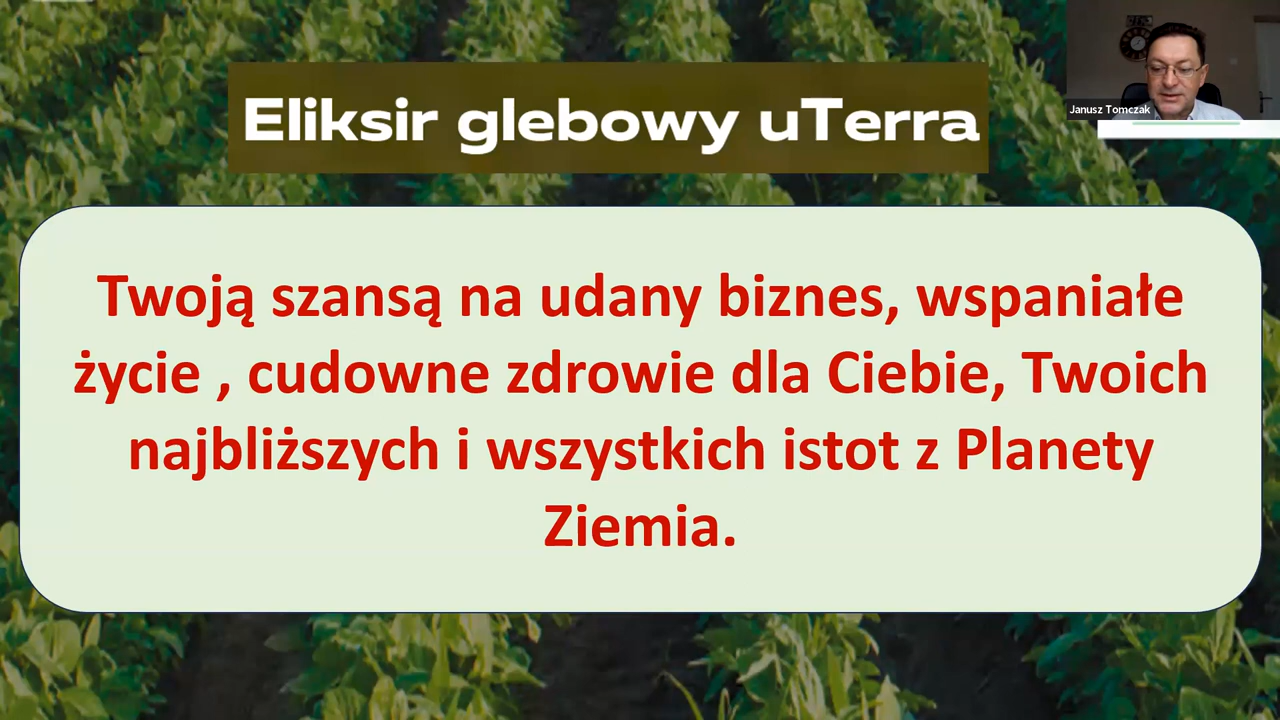 Eliksir glebowy uTerra
Janusz Tomczak
Twoją szansą na udany biznes, wspaniałe
życie , cudowne zdrowie dla Ciebie, Twoich
najbliższych i wszystkich istot z Planety
Ziemia.